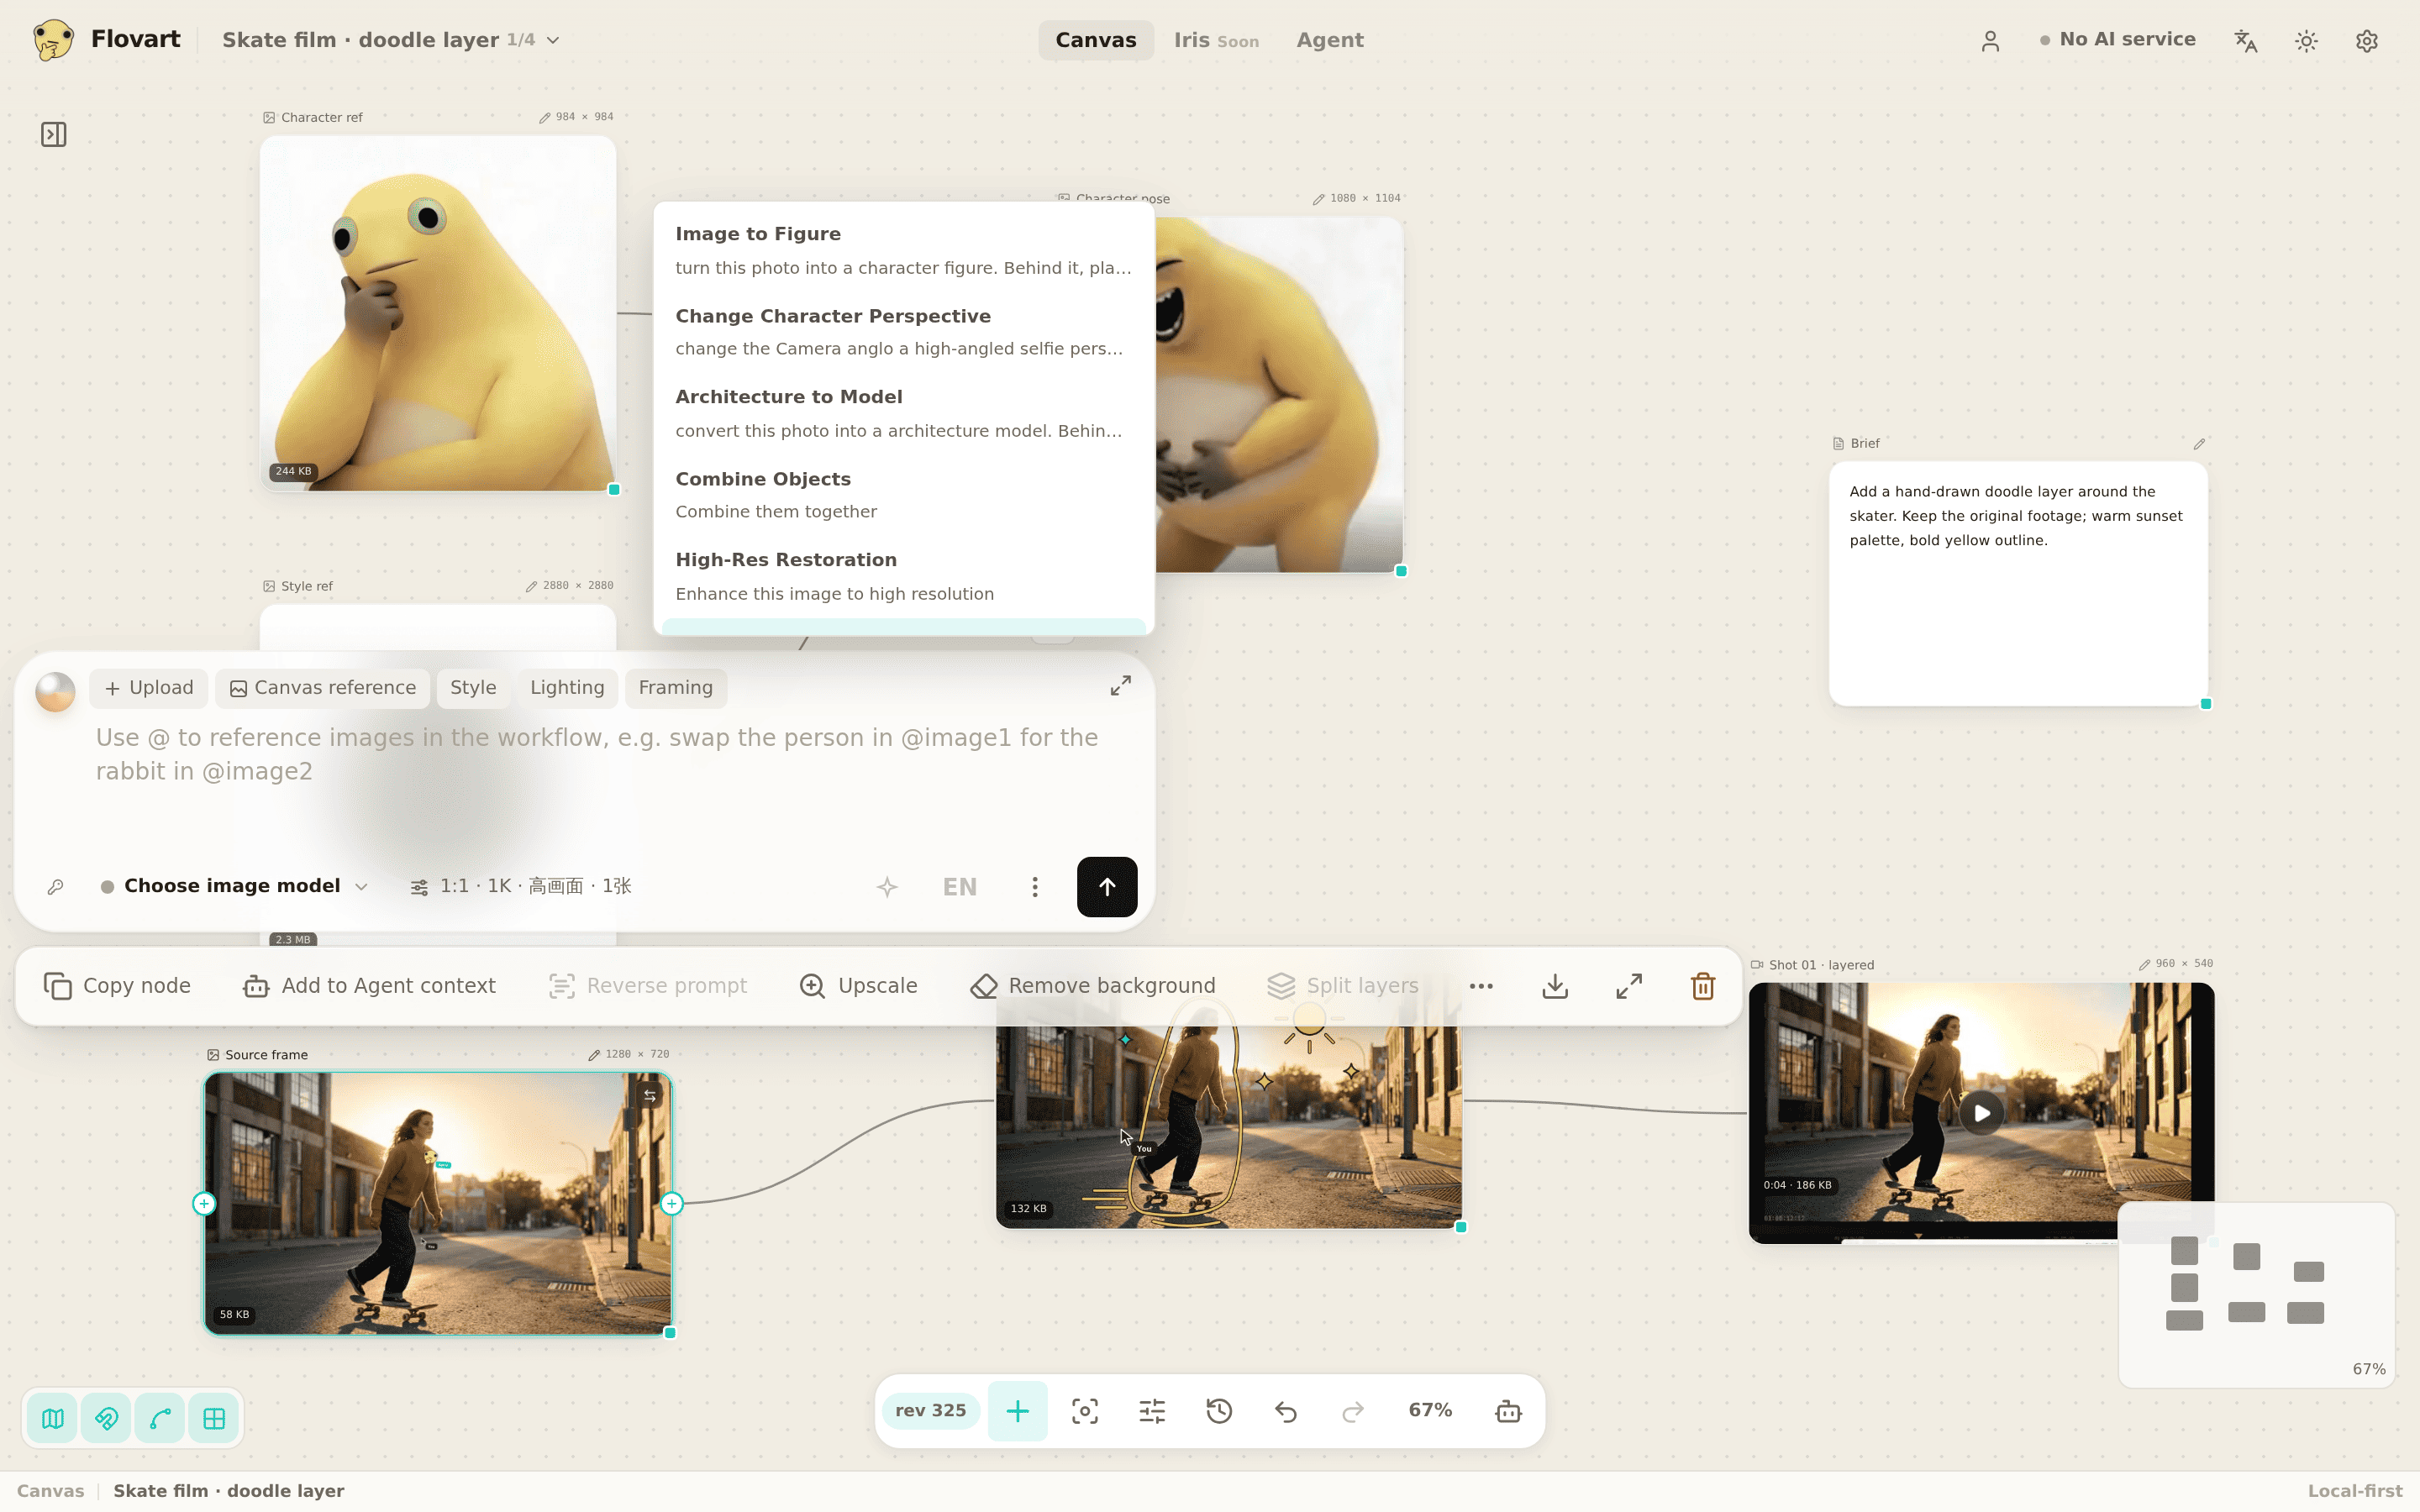 Flovart
Skate film · doodle layer 1/4
Canvas
Iris Soon
Agent
No AI service
Character ref
984 × 984
244 KB
Character pose
1080 × 1104
Image to Figure
turn this photo into a character figure. Behind it, pla...
Change Character Perspective
change the Camera anglo a high-angled selfie pers...
Architecture to Model
convert this photo into a architecture model. Behin...
Combine Objects
Combine them together
High-Res Restoration
Enhance this image to high resolution
Brief
Add a hand-drawn doodle layer around the
skater. Keep the original footage; warm sunset
palette, bold yellow outline.
Style ref
2880 × 2880
Upload
Canvas reference
Style
Lighting
Framing
Use @ to reference images in the workflow, e.g. swap the person in @image1 for the
rabbit in @image2
Choose image model
1:1 · 1K · 高画面 · 1张
EN
2.3 MB
Copy node
Add to Agent context
Reverse prompt
Upscale
Remove background
Split layers
Shot 01 · layered
960 × 540
0:04 · 186 KB
Source frame
1280 × 720
58 KB
You
132 KB
67%
rev 325
67%
Canvas
Skate film · doodle layer
Local-first